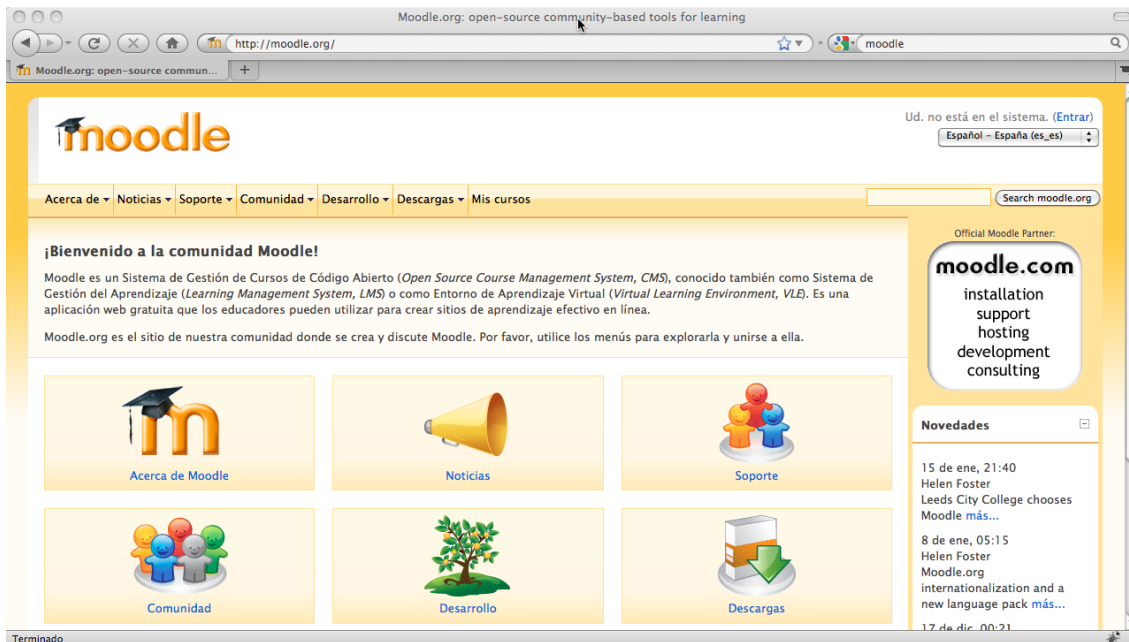 Moodle.org: open-source community-based tools for learning
http://moodle.org/
moodle
Moodle.org: open-source commun...
moodle
Ud. no está en el sistema. (Entrar)
Español - España (es_es)
Acerca de Noticias Soporte Comunidad Desarrollo Descargas Mis cursos
Search moodle.org
¡Bienvenido a la comunidad Moodle!
Moodle es un Sistema de Gestión de Cursos de Código Abierto (Open Source Course Management System, CMS), conocido también como Sistema de
Gestión del Aprendizaje (Learning Management System, LMS) o como Entorno de Aprendizaje Virtual (Virtual Learning Environment, VLE). Es una
aplicación web gratuita que los educadores pueden utilizar para crear sitios de aprendizaje efectivo en línea.
Moodle.org es el sitio de nuestra comunidad donde se crea y discute Moodle. Por favor, utilice los menús para explorarla y unirse a ella.
m
Acerca de Moodle
Noticias
Soporte
Comunidad
Desarrollo
Descargas
Official Moodle Partner:
moodle.com
installation
support
hosting
development
consulting
Novedades
15 de ene, 21:40
Helen Foster
Leeds City College chooses
Moodle más...
8 de ene, 05:15
Helen Foster
Moodle.org
internationalization and a
new language pack más...
17 de dic, 00:21
Terminado